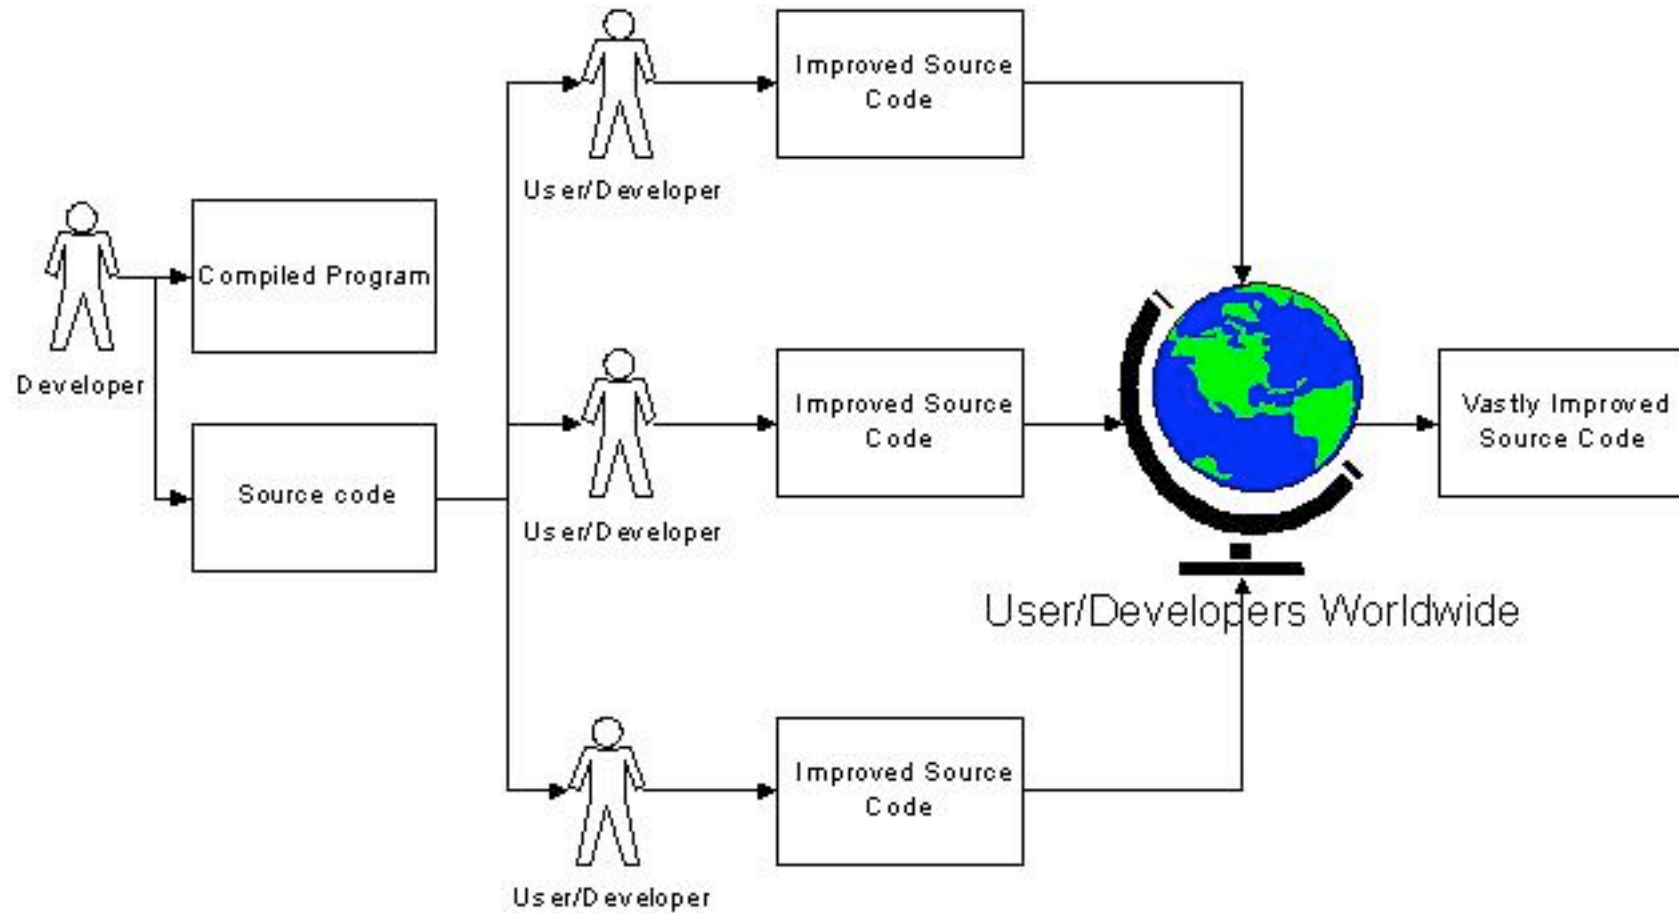 Improved Source
Code
User/Developer
Compiled Program
Developer
Source code
Improved Source
Code
User/Developer
Vastly Improved
Source Code
User/Developers Worldwide
Improved Source
Code
User/Developer